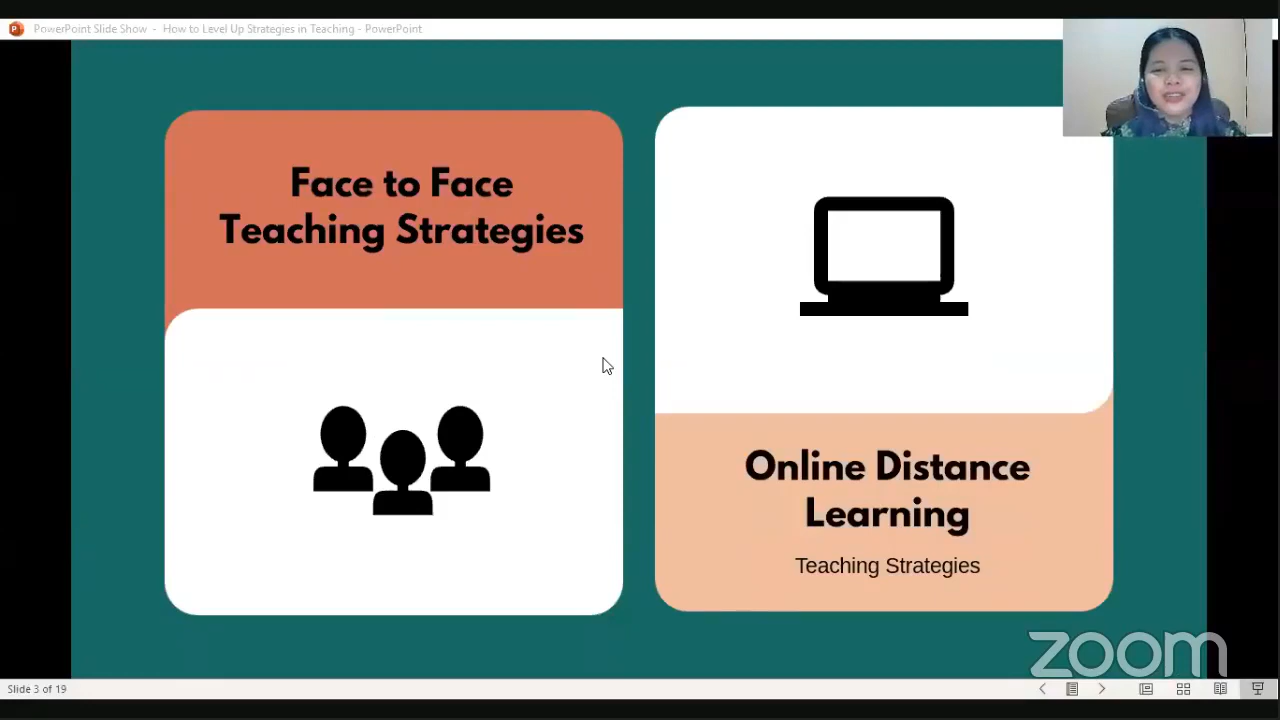 PowerPoint Slide Show - How to Level Up Strategies in Teaching - PowerPoint
Face to Face
Teaching Strategies
Online Distance
Learning
Teaching Strategies
zoom
Slide 3 of 19